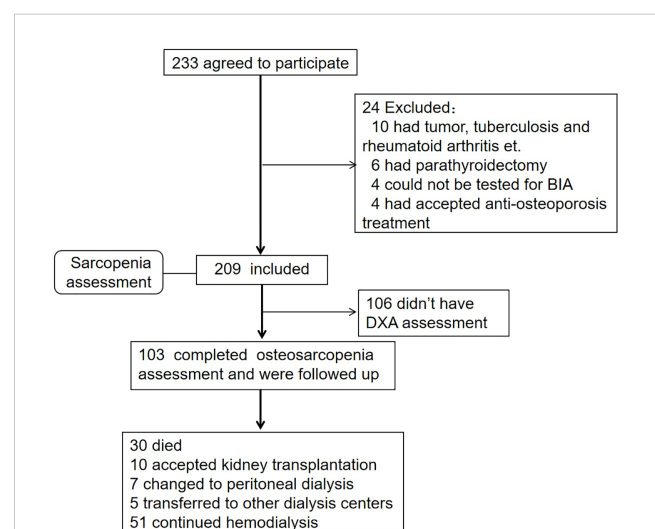 233 agreed to participate
24 Excluded：
10 had tumor, tuberculosis and
rheumatoid arthritis et.
6 had parathyroidectomy
4 could not be tested for BIA
4 had accepted anti-osteoporosis
treatment
Sarcopenia
assessment
209 included
106 didn’t have
DXA assessment
103 completed osteosarcopenia
assessment and were followed up
30 died
10 accepted kidney transplantation
7 changed to peritoneal dialysis
5 transferred to other dialysis centers
51 continued hemodialysis